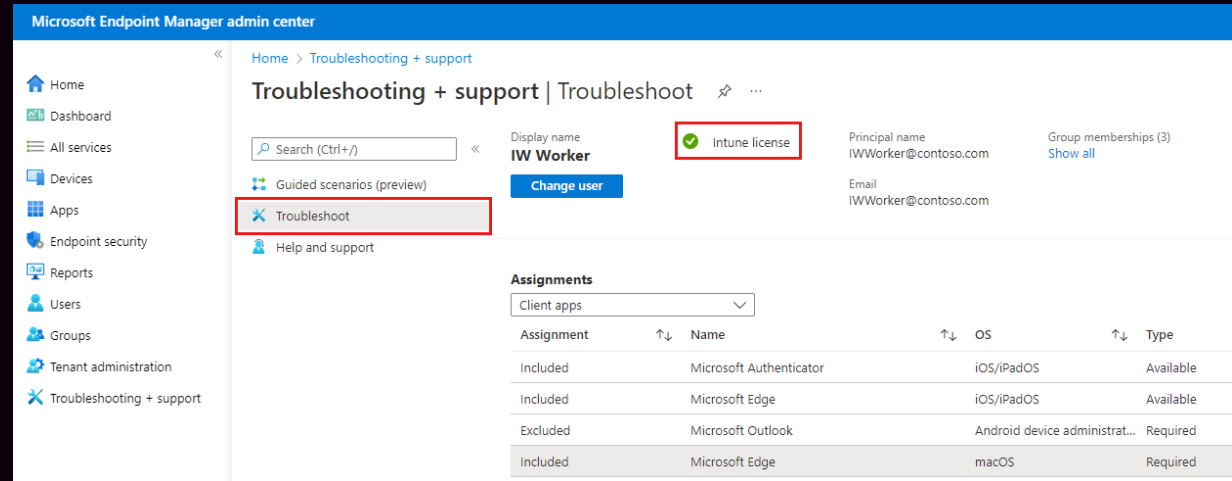 Microsoft Endpoint Manager admin center
Home
Dashboard
All services
Devices
Apps
Endpoint security
Reports
Users
Groups
Tenant administration
Troubleshooting + support
Home > Troubleshooting + support
Troubleshooting + support | Troubleshoot
Search (Ctrl+/)
Guided scenarios (preview)
Troubleshoot
Help and support
Display name
IW Worker
Change user
Intune license
Principal name
IWWorker@contoso.com
Email
IWWorker@contoso.com
Group memberships (3)
Show all
Assignments
Client apps
Assignment Name OS Type
Included Microsoft Authenticator iOS/iPadOS Available
Included Microsoft Edge iOS/iPadOS Available
Excluded Microsoft Outlook Android device administrat... Required
Included Microsoft Edge macOS Required